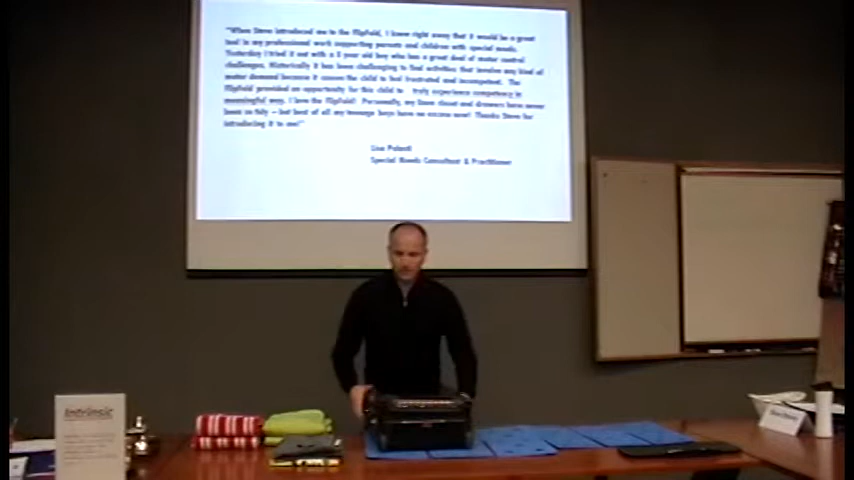 "When Steve introduced me to the FlipFold, I knew right away that it would be a great
tool in my professional work supporting parents and children with special needs.
Yesterday I tried it out with a 8 year old boy who has a great deal of motor control
challenges. Historically it has been challenging to find activities that involve any kind of
motor demand because it causes the child to feel frustrated and incompetent. The
FlipFold provided an opportunity for this child to truly experience competency in
meaningful way. I love the FlipFold! Personally, my linen closet and drawers have never
been so tidy – but best of all my teenage boys have no excuse now! Thanks Steve for
introducing it to me!"
Lisa
Special Needs Consultant & Practitioner
Intrinsic